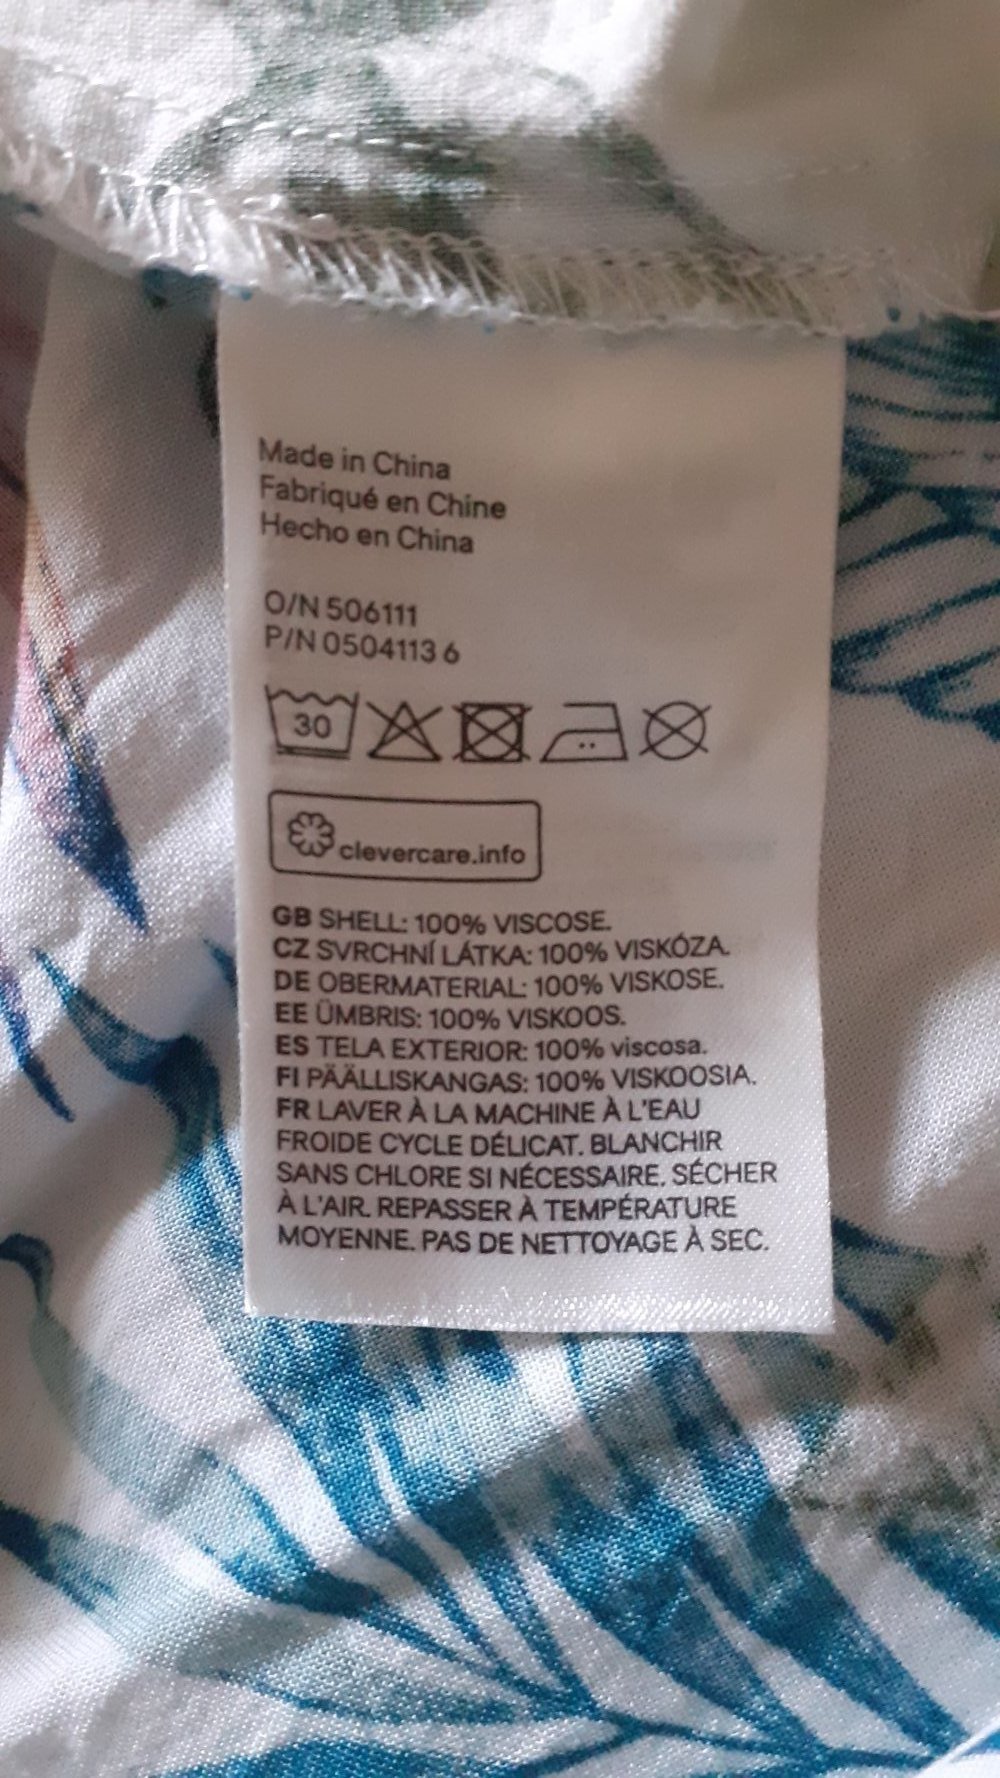 Made in China
Fabriqué en Chine
Hecho en China
O/N 506111
P/N 0504113 6
30
clevercare.info
GB SHELL: 100% VISCOSE.
CZ SVRCHNÍ LÁTKA: 100% VISKÓZA.
DE OBERMATERIAL: 100% VISKOSE.
EE ÜMBRIS: 100% VISKOOS.
ES TELA EXTERIOR: 100% viscosa.
FI PÄÄLLISKANGAS: 100% VISKOOSIA.
FR LAVER À LA MACHINE À L'EAU
FROIDE CYCLE DÉLICAT. BLANCHIR
SANS CHLORE SI NÉCESSAIRE. SÉCHER
À L'AIR. REPASSER À TEMPÉRATURE
MOYENNE. PAS DE NETTOYAGE À SEC.